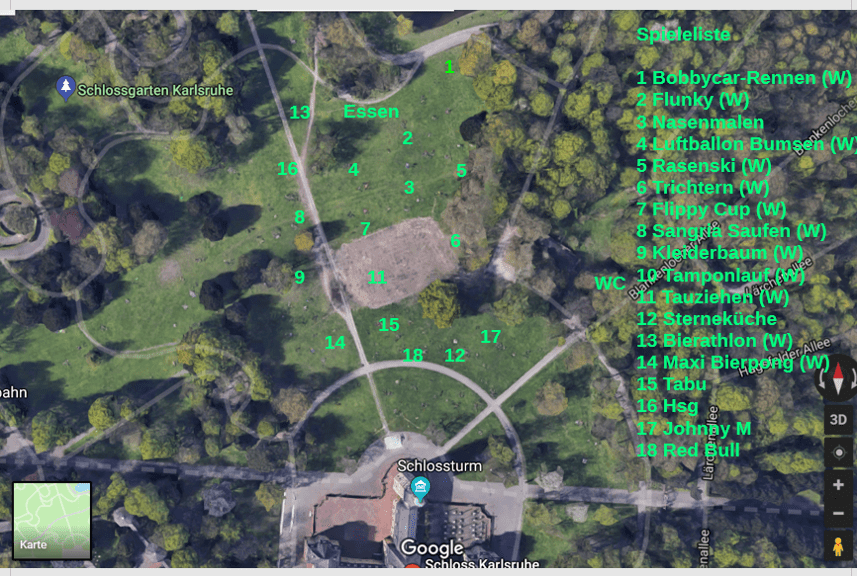 Spieleliste
1
1 Bobbycar-Rennen (W)
2 Flunky (W)
3 Nasenmalen
4 Luftballon Bumsen (W)
5 Rasenski (W)
6 Trichtern (W)
7 Flippy Cup (W)
8 Sangria Saufen (W)
9 Kleiderbaum (W)
10 Tamponlauf (W)
11 Tauziehen (W)
12 Sterneküche
13 Bierathlon (W)
14 Maxi Bierpong (W)
15 Tabu
16 Hsg
17 Johnny M
18 Red Bull
Schlossgarten Karlsruhe
13
Essen
2
16
4
5
3
8
7
6
9
11
WC
15
14
17
18
12
Lärchenallee
Hagsfelder Allee
Lärchenallee
bahn
Schlossturm
3D
+
−
Karte
Google
Schloss Karlsruhe